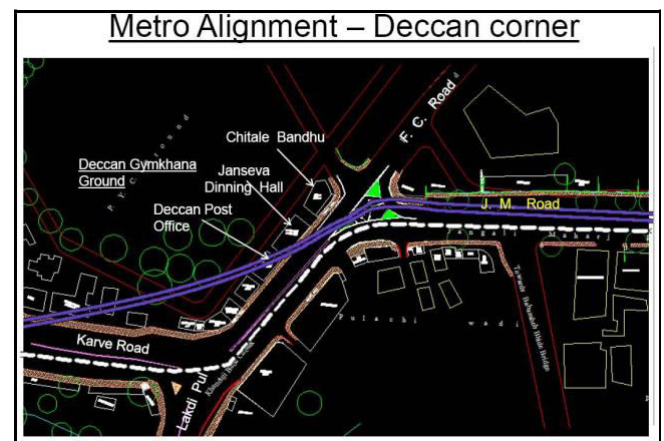 Metro Alignment – Deccan corner
F. C. Road
Chitale Bandhu
Deccan Gymkhana
Ground
Janseva
Dinning Hall
Deccan Post
Office
J. M. Road
P u l a c h i w a d i
Karve Road
Lakdi Pul